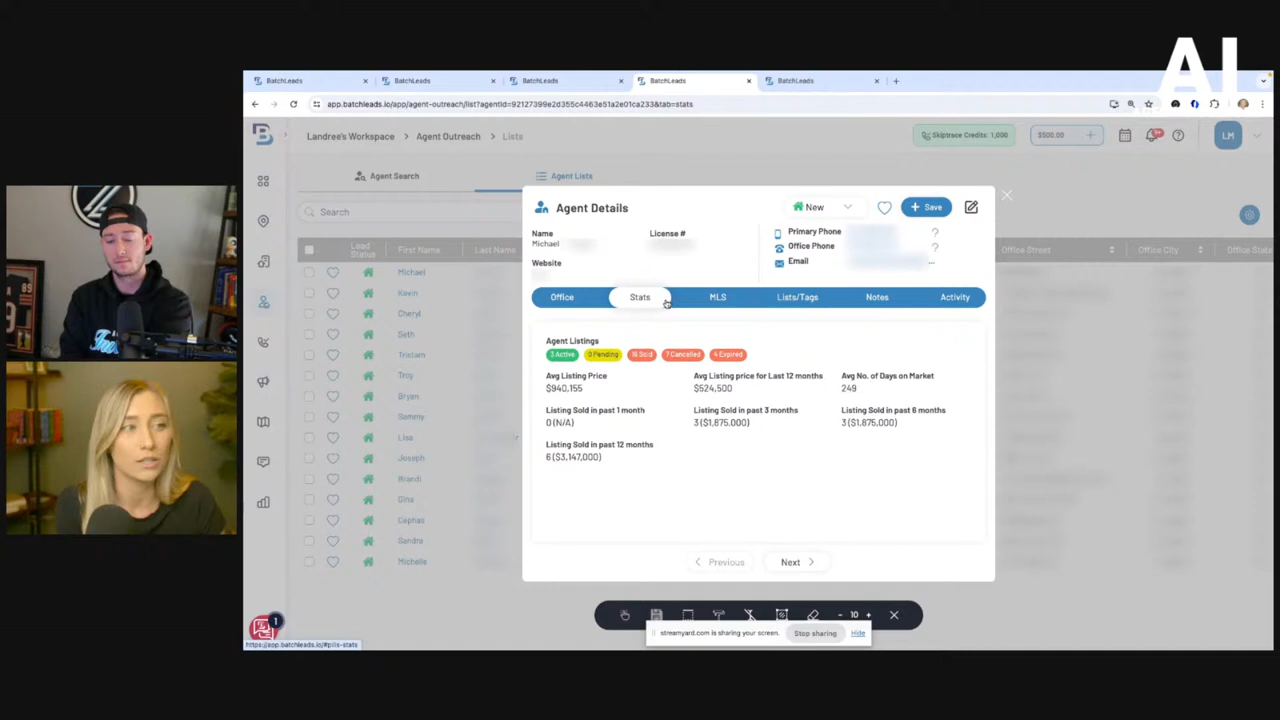 AI
BatchLeads
BatchLeads
BatchLeads
BatchLeads
BatchLeads
app.batchleads.io/app/agent-outreach/list?agentId=92127399e2d355c4463e51a2e01ca233&tab=stats
Landree's Workspace > Agent Outreach > Lists
Skiptrace Credits: 1,000
$500.00
LM
Agent Search
Agent Lists
Search
Lead Status
First Name
Last Name
Office Street
Office City
Office State
Michael
Kevin
Cheryl
Seth
Tristam
Troy
Bryan
Sammy
Lisa
Joseph
Brandi
Gina
Cephas
Sandra
Michelle
Agent Details
New
+ Save
Name
License #
Michael
Website
Primary Phone
Office Phone
Email
Office Stats MLS Lists/Tags Notes Activity
Agent Listings
3 Active 0 Pending 16 Sold 7 Cancelled 4 Expired
Avg Listing Price
$940,155
Avg Listing price for Last 12 months
$524,500
Avg No. of Days on Market
249
Listing Sold in past 1 month
0 (N/A)
Listing Sold in past 3 months
3 ($1,875,000)
Listing Sold in past 6 months
3 ($1,875,000)
Listing Sold in past 12 months
6 ($3,147,000)
< Previous
Next >
- 10 +
streamyard.com is sharing your screen.
Stop sharing
Hide
1
https://app.batchleads.io/#pills-stats